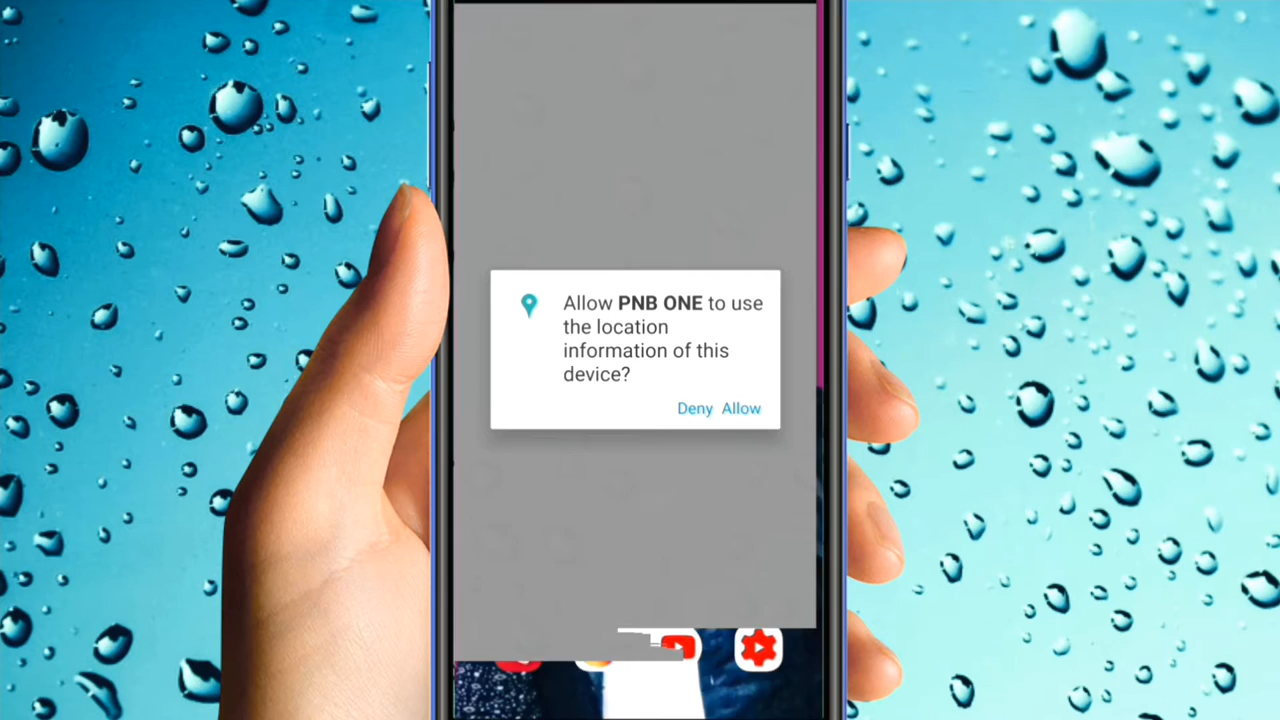 Allow PNB ONE to use
the location
information of this
device?
Deny Allow